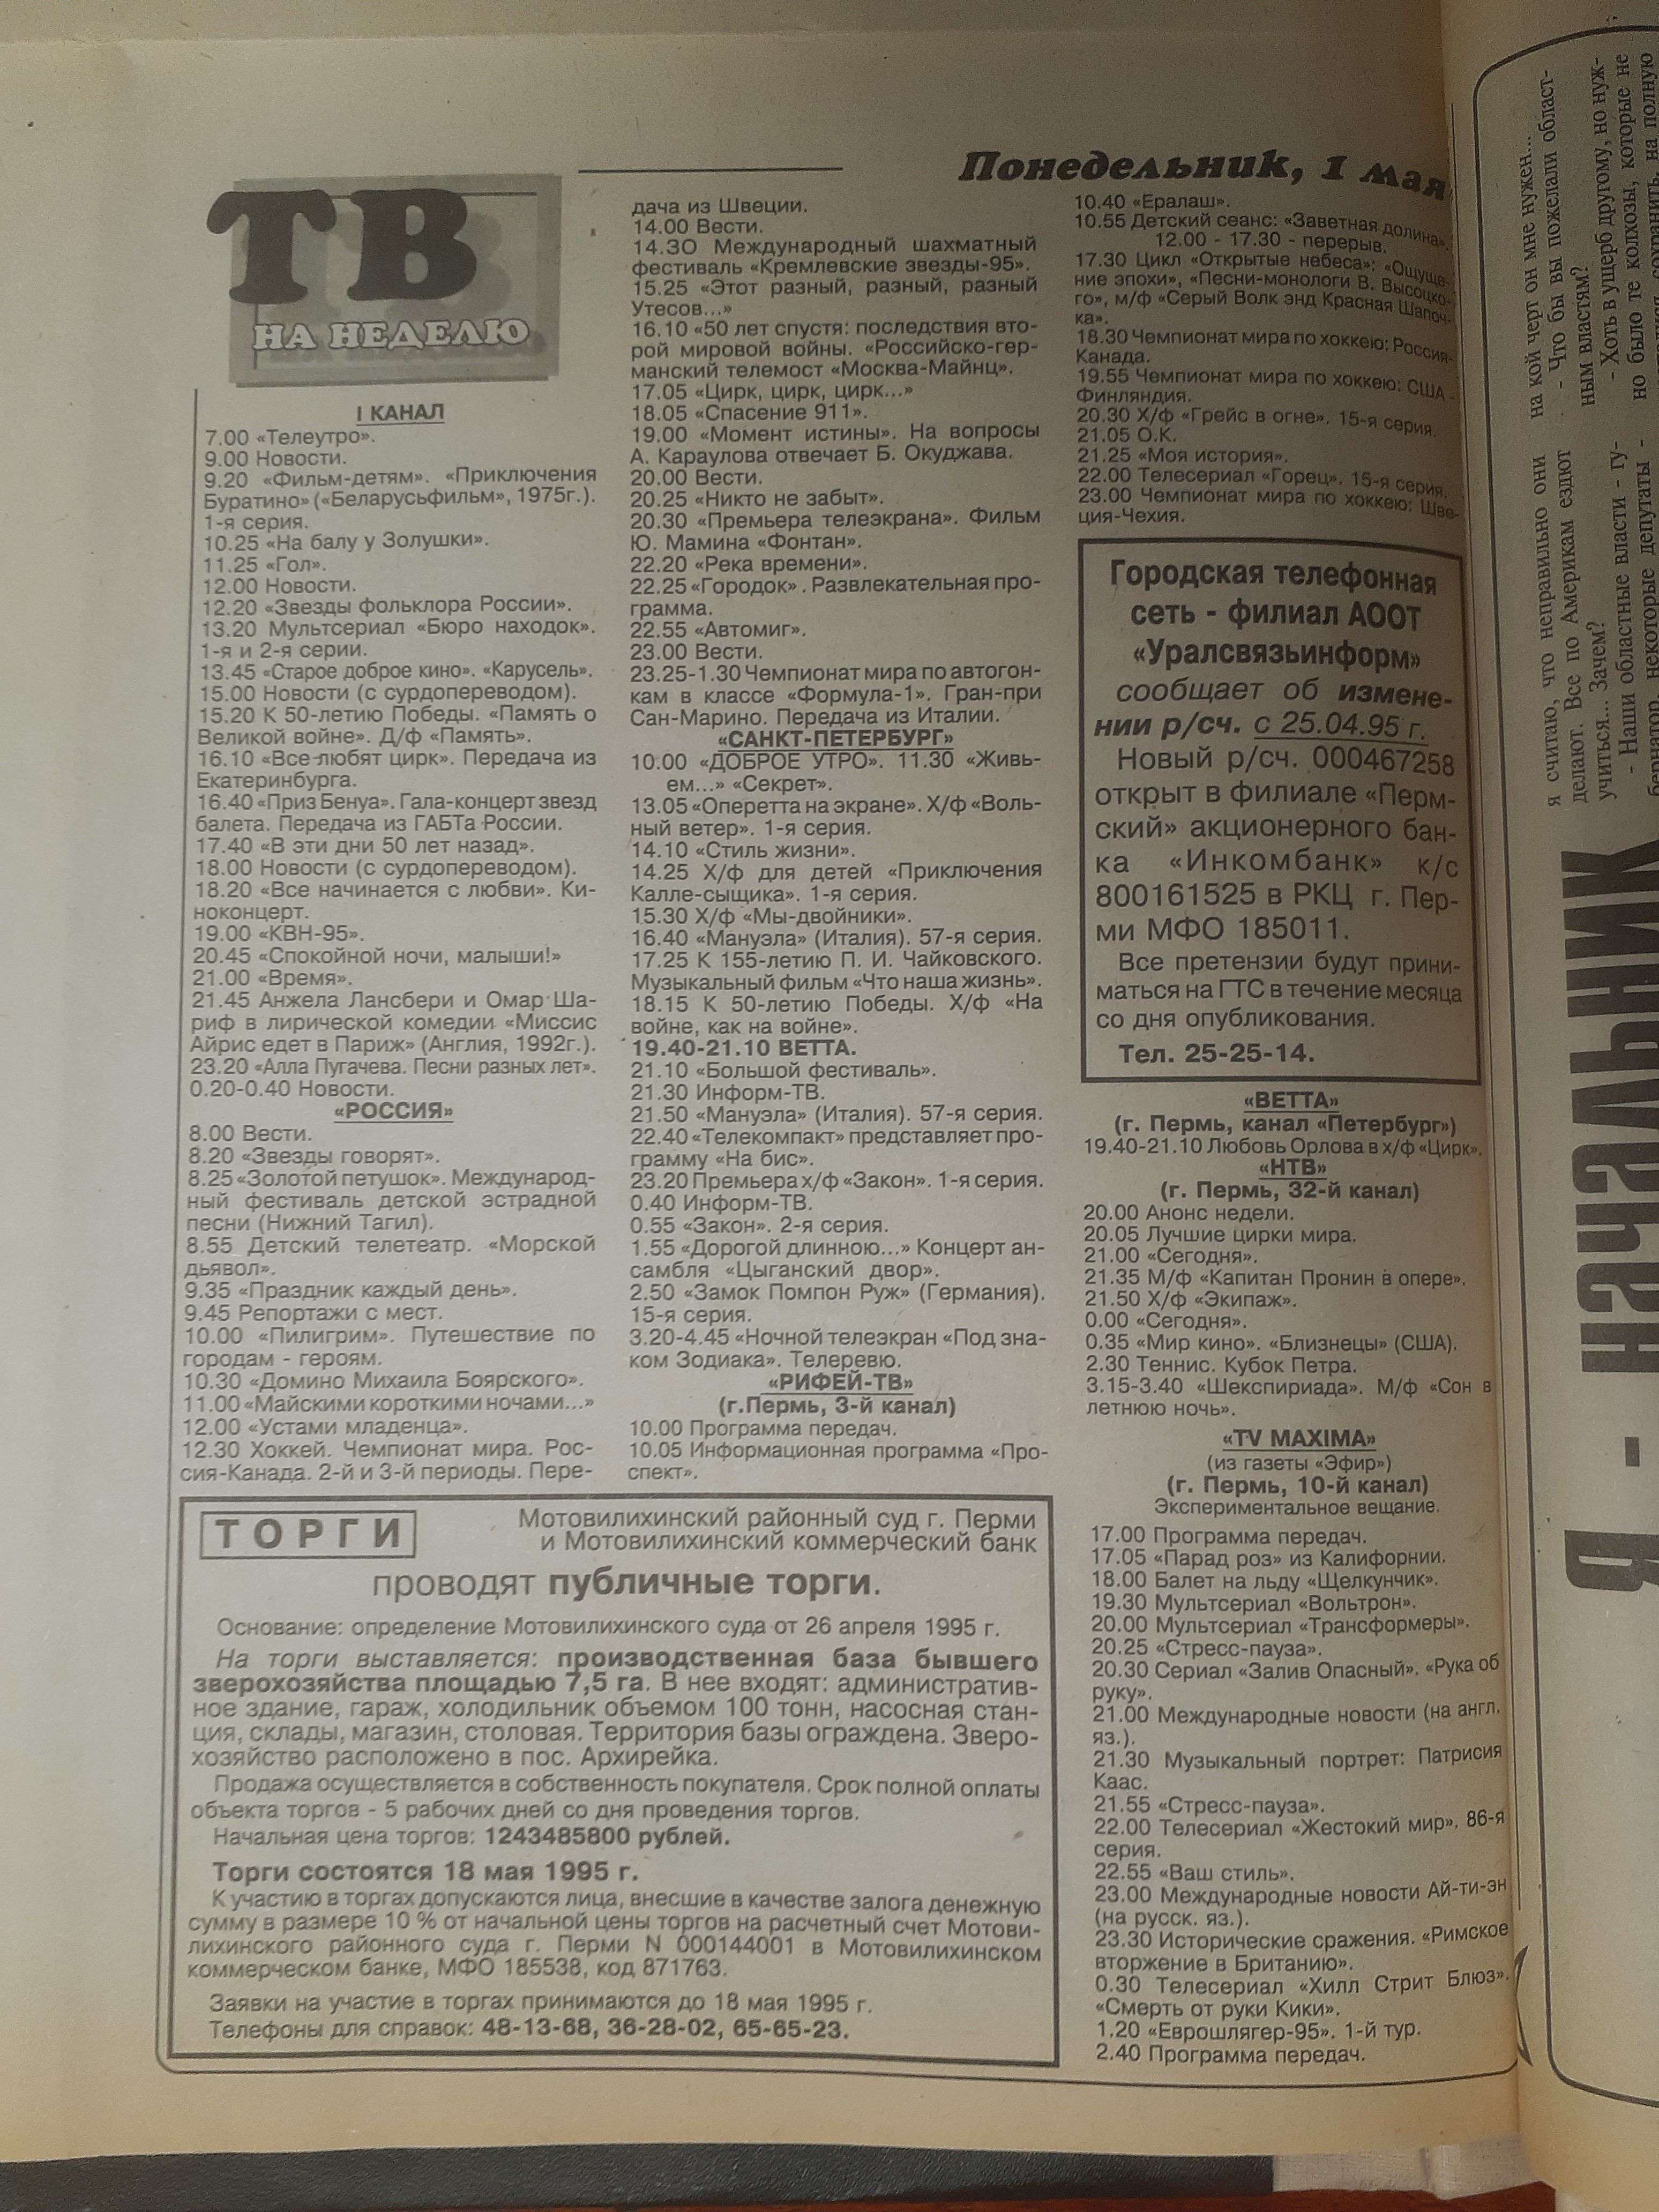 ТВ
НА НЕДЕЛЮ
Понедельник, 1 мая
I КАНАЛ
7.00 «Телеутро».
9.00 Новости.
9.20 «Фильм-детям». «Приключения
Буратино» («Беларусьфильм», 1975г.).
1-я серия.
10.25 «На балу у Золушки».
11.25 «Гол».
12.00 Новости.
12.20 «Звезды фольклора России».
13.20 Мультсериал «Бюро находок».
1-я и 2-я серии.
13.45 «Старое доброе кино». «Карусель».
15.00 Новости (с сурдопереводом).
15.20 К 50-летию Победы. «Память о
Великой войне». Д/ф «Память».
16.10 «Все любят цирк». Передача из
Екатеринбурга.
16.40 «Приз Бенуа». Гала-концерт звезд
балета. Передача из ГАБТа России.
17.40 «В эти дни 50 лет назад».
18.00 Новости (с сурдопереводом).
18.20 «Все начинается с любви». Ки-
ноконцерт.
19.00 «КВН-95».
20.45 «Спокойной ночи, малыши!»
21.00 «Время».
21.45 Анжела Лансбери и Омар Ша-
риф в лирической комедии «Миссис
Айрис едет в Париж» (Англия, 1992г.).
23.20 «Алла Пугачева. Песни разных лет».
0.20-0.40 Новости.
«РОССИЯ»
8.00 Вести.
8.20 «Звезды говорят».
8.25 «Золотой петушок». Международ-
ный фестиваль детской эстрадной
песни (Нижний Тагил).
8.55 Детский телетеатр. «Морской
дьявол».
9.35 «Праздник каждый день».
9.45 Репортажи с мест.
10.00 «Пилигрим». Путешествие по
городам - героям.
10.30 «Домино Михаила Боярского».
11.00 «Майскими короткими ночами...»
12.00 «Устами младенца».
12.30 Хоккей. Чемпионат мира. Рос-
сия-Канада. 2-й и 3-й периоды. Пере-
дача из Швеции.
14.00 Вести.
14.3О Международный шахматный
фестиваль «Кремлевские звезды-95».
15.25 «Этот разный, разный, разный
Утесов...»
16.10 «50 лет спустя: последствия вто-
рой мировой войны. «Российско-гер-
манский телемост «Москва-Майнц».
17.05 «Цирк, цирк, цирк...»
18.05 «Спасение 911».
19.00 «Момент истины». На вопросы
А. Караулова отвечает Б. Окуджава.
20.00 Вести.
20.25 «Никто не забыт».
20.30 «Премьера телеэкрана». Фильм
Ю. Мамина «Фонтан».
22.20 «Река времени».
22.25 «Городок» . Развлекательная про-
грамма.
22.55 «Автомиг».
23.00 Вести.
23.25-1.30 Чемпионат мира по автогон-
кам в классе «Формула-1». Гран-при
Сан-Марино. Передача из Италии.
«САНКТ-ПЕТЕРБУРГ»
10.00 «ДОБРОЕ УТРО». 11.30 «Живь-
ем...» «Секрет».
13.05 «Оперетта на экране». Х/ф «Воль-
ный ветер». 1-я серия.
14.10 «Стиль жизни».
14.25 Х/ф для детей «Приключения
Калле-сыщика». 1-я серия.
15.30 Х/ф «Мы-двойники».
16.40 «Мануэла» (Италия). 57-я серия.
17.25 К 155-летию П. И. Чайковского.
Музыкальный фильм «Что наша жизнь».
18.15 К 50-летию Победы. Х/ф «На
войне, как на войне».
19.40-21.10 ВЕТТА.
21.10 «Большой фестиваль».
21.30 Информ-ТВ.
21.50 «Мануэла» (Италия). 57-я серия.
22.40 «Телекомпакт» представляет про-
грамму «На бис».
23.20 Премьера х/ф «Закон». 1-я серия.
0.40 Информ-ТВ.
0.55 «Закон». 2-я серия.
1.55 «Дорогой длинною...» Концерт ан-
самбля «Цыганский двор».
2.50 «Замок Помпон Руж» (Германия).
15-я серия.
3.20-4.45 «Ночной телеэкран «Под зна-
ком Зодиака». Телеревю.
«РИФЕЙ-ТВ»
(г.Пермь, 3-й канал)
10.00 Программа передач.
10.05 Информационная программа «Про-
спект».
10.40 «Ералаш».
10.55 Детский сеанс: «Заветная долина».
12.00 - 17.30 - перерыв.
17.30 Цикл «Открытые небеса»: «Ощуще-
ние эпохи», «Песни-монологи В. Высоцко-
го», м/ф «Серый Волк энд Красная Шапоч-
ка».
18.30 Чемпионат мира по хоккею: Россия-
Канада.
19.55 Чемпионат мира по хоккею: США -
Финляндия.
20.30 Х/ф «Грейс в огне». 15-я серия.
21.05 О.К.
21.25 «Моя история».
22.00 Телесериал «Горец». 15-я серия.
23.00 Чемпионат мира по хоккею: Шве-
ция-Чехия.
Городская телефонная
сеть - филиал АООТ
«Уралсвязьинформ»
сообщает об измене-
нии р/сч. с 25.04.95 г.
Новый р/сч. 000467258
открыт в филиале «Перм-
ский» акционерного бан-
ка «Инкомбанк» к/с
800161525 в РКЦ г. Пер-
ми МФО 185011.
Все претензии будут прини-
маться на ГТС в течение месяца
со дня опубликования.
Тел. 25-25-14.
«ВЕТТА»
(г. Пермь, канал «Петербург»)
19.40-21.10 Любовь Орлова в х/ф «Цирк».
«НТВ»
(г. Пермь, 32-й канал)
20.00 Анонс недели.
20.05 Лучшие цирки мира.
21.00 «Сегодня».
21.35 М/ф «Капитан Пронин в опере».
21.50 Х/ф «Экипаж».
0.00 «Сегодня».
0.35 «Мир кино». «Близнецы» (США).
2.30 Теннис. Кубок Петра.
3.15-3.40 «Шекспириада». М/ф «Сон в
летнюю ночь».
«TV MAXIMA»
(из газеты «Эфир»)
(г. Пермь, 10-й канал)
Экспериментальное вещание.
17.00 Программа передач.
17.05 «Парад роз» из Калифорнии.
18.00 Балет на льду «Щелкунчик».
19.30 Мультсериал «Вольтрон».
20.00 Мультсериал «Трансформеры».
20.25 «Стресс-пауза».
20.30 Сериал «Залив Опасный». «Рука об
руку».
21.00 Международные новости (на англ.
яз.).
21.30 Музыкальный портрет: Патрисия
Каас.
21.55 «Стресс-пауза».
22.00 Телесериал «Жестокий мир». 86-я
серия.
22.55 «Ваш стиль».
23.00 Международные новости Ай-ти-эн
(на русск. яз.).
23.30 Исторические сражения. «Римское
вторжение в Британию».
0.30 Телесериал «Хилл Стрит Блюз».
«Смерть от руки Кики».
1.20 «Еврошлягер-95». 1-й тур.
2.40 Программа передач.
ТОРГИ
Мотовилихинский районный суд г. Перми
и Мотовилихинский коммерческий банк
проводят публичные торги.
Основание: определение Мотовилихинского суда от 26 апреля 1995 г.
На торги выставляется: производственная база бывшего
зверохозяйства площадью 7,5 га. В нее входят: административ-
ное здание, гараж, холодильник объемом 100 тонн, насосная стан-
ция, склады, магазин, столовая. Территория базы ограждена. Зверо-
хозяйство расположено в пос. Архирейка.
Продажа осуществляется в собственность покупателя. Срок полной оплаты
объекта торгов - 5 рабочих дней со дня проведения торгов.
Начальная цена торгов: 1243485800 рублей.
Торги состоятся 18 мая 1995 г.
К участию в торгах допускаются лица, внесшие в качестве залога денежную
сумму в размере 10 % от начальной цены торгов на расчетный счет Мотови-
лихинского районного суда г. Перми N 000144001 в Мотовилихинском
коммерческом банке, МФО 185538, код 871763.
Заявки на участие в торгах принимаются до 18 мая 1995 г.
Телефоны для справок: 48-13-68, 36-28-02, 65-65-23.
Я - начальник
я считаю, что неправильно они
делают. Все по Америкам ездют
учиться... Зачем?
- Наши областные власти - гу-
бернатор, некоторые депутаты -
на кой черт он мне нужен...
- Что бы вы пожелали област-
ным властям?
- Хоть в ущерб другому, но нуж-
но было те колхозы, которые не
сохранить, на полную